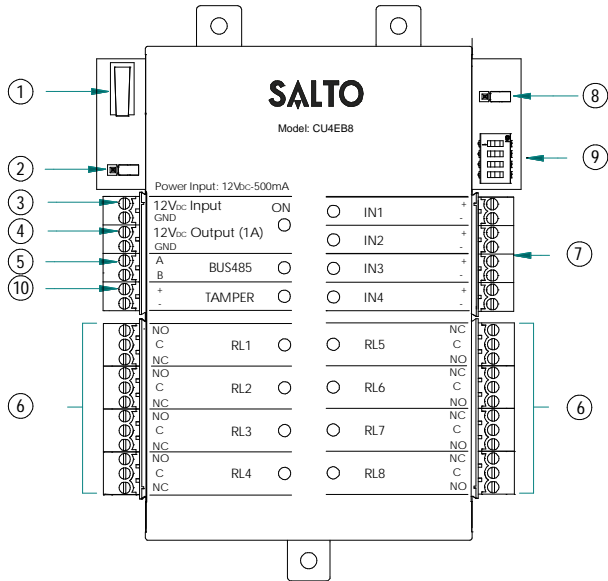 SALTO
Model: CU4EB8
1
2
3
4
5
10
6
8
9
7
6
Power Input: 12VDC-500mA
12VDC Input ON
GND
12VDC Output (1A)
GND
A
B
BUS485
+
-
TAMPER
IN1
+
-
IN2
+
-
IN3
+
-
IN4
+
-
NO
C RL1
NC
NO
C RL2
NC
NO
C RL3
NC
NO
C RL4
NC
NC
RL5 C
NO
NC
RL6 C
NO
NC
RL7 C
NO
NC
RL8 C
NO